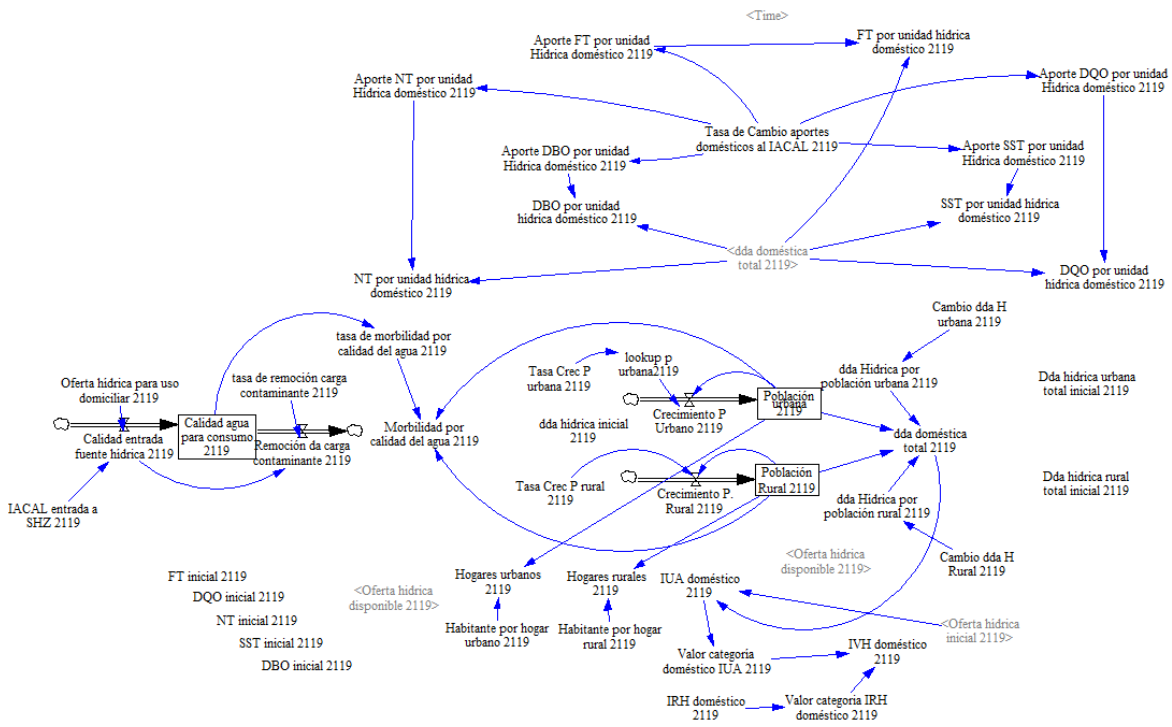 <Time>
Aporte FT por unidad
Hídrica doméstico 2119
FT por unidad hídrica
doméstico 2119
Aporte NT por unidad
Hídrica doméstico 2119
Aporte DQO por unidad
Hídrica doméstico 2119
Tasa de Cambio aportes
domésticos al IACAL 2119
Aporte DBO por unidad
Hídrica doméstico 2119
Aporte SST por unidad
Hídrica doméstico 2119
DBO por unidad
hídrica doméstico 2119
SST por unidad hídrica
doméstico 2119
<dda doméstica
total 2119>
NT por unidad hídrica
doméstico 2119
DQO por unidad
hídrica doméstico 2119
Cambio dda H
urbana 2119
tasa de morbilidad por
calidad del agua 2119
Tasa Crec P
urbana 2119
lookup p
urbana2119
dda Hídrica por
población urbana 2119
Dda hídrica urbana
total inicial 2119
Oferta hídrica para uso
domiciliar 2119
tasa de remoción carga
contaminante 2119
Calidad agua
para consumo
2119
Calidad entrada
fuente hídrica 2119
Remoción da carga
contaminante 2119
Morbilidad por
calidad del agua 2119
dda hídrica inicial
2119
Crecimiento P
Urbano 2119
Población
urbana
2119
dda doméstica
total 2119
Tasa Crec P rural
2119
Crecimiento P.
Rural 2119
Población
Rural 2119
Dda hídrica rural
total inicial 2119
dda Hídrica por
población rural 2119
IACAL entrada a
SHZ 2119
Cambio dda H
Rural 2119
FT inicial 2119
DQO inicial 2119
NT inicial 2119
SST inicial 2119
DBO inicial 2119
<Oferta hídrica
disponible 2119>
Hogares urbanos
2119
Hogares rurales
2119
IUA doméstico
2119
<Oferta hídrica
disponible 2119>
Habitante por hogar
urbano 2119
Habitante por hogar
rural 2119
<Oferta hídrica
inicial 2119>
Valor categoria
doméstico IUA 2119
IVH doméstico
2119
IRH doméstico
2119
Valor categoria IRH
doméstico 2119